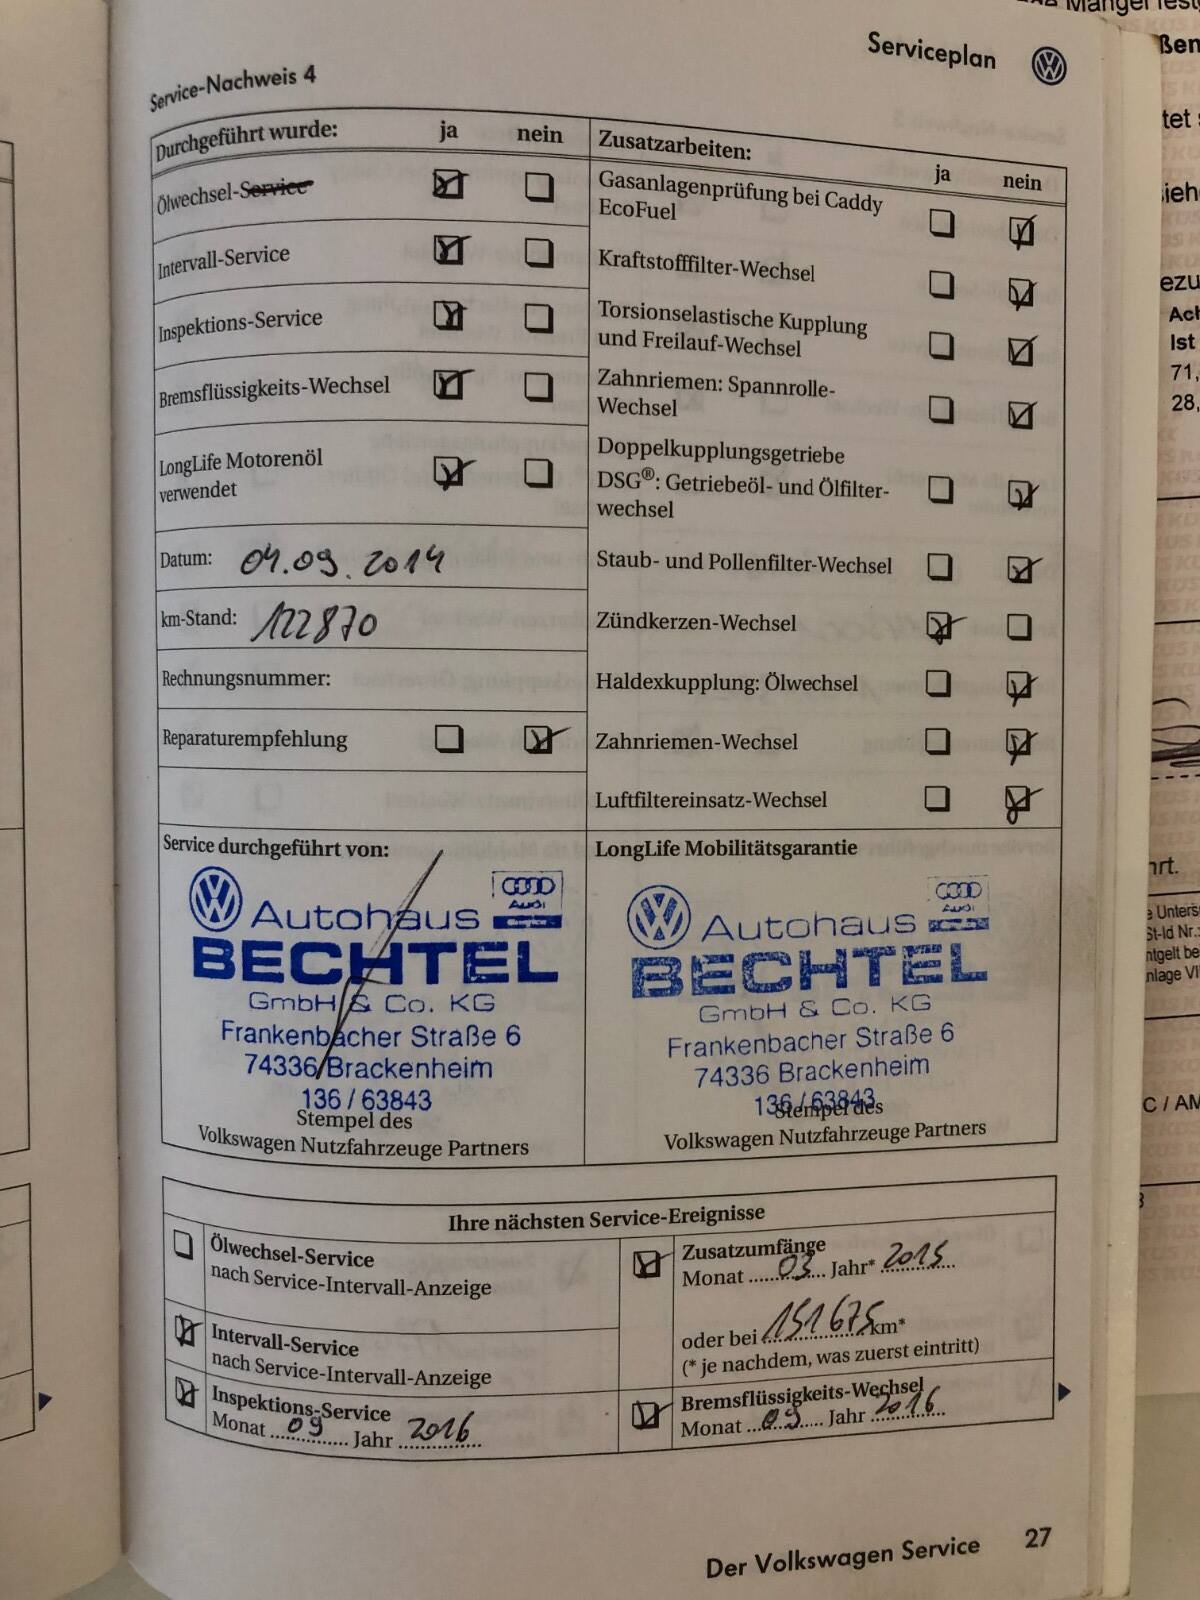 Serviceplan
Service-Nachweis 4
Durchgeführt wurde: ja nein
Ölwechsel-Service
Intervall-Service
Inspektions-Service
Bremsflüssigkeits-Wechsel
LongLife Motorenöl
verwendet
Datum: 04.09.2014
km-Stand: 122870
Rechnungsnummer:
Reparaturempfehlung
Zusatzarbeiten:
ja nein
Gasanlagenprüfung bei Caddy
EcoFuel
Kraftstofffilter-Wechsel
Torsionselastische Kupplung
und Freilauf-Wechsel
Zahnriemen: Spannrolle-
Wechsel
Doppelkupplungsgetriebe
DSG®: Getriebeöl- und Ölfilter-
wechsel
Staub- und Pollenfilter-Wechsel
Zündkerzen-Wechsel
Haldexkupplung: Ölwechsel
Zahnriemen-Wechsel
Luftfiltereinsatz-Wechsel
Service durchgeführt von:
Audi
Autohaus
BECHTEL
GmbH & Co. KG
Frankenbacher Straße 6
74336 Brackenheim
136 / 63843
Stempel des
Volkswagen Nutzfahrzeuge Partners
LongLife Mobilitätsgarantie
Audi
Autohaus
BECHTEL
GmbH & Co. KG
Frankenbacher Straße 6
74336 Brackenheim
136 / 63843
Stempel des
Volkswagen Nutzfahrzeuge Partners
Ihre nächsten Service-Ereignisse
Ölwechsel-Service
nach Service-Intervall-Anzeige
Intervall-Service
nach Service-Intervall-Anzeige
Inspektions-Service
Monat 09 Jahr 2016
Zusatzumfänge
Monat 03 Jahr* 2015
oder bei 151675 km*
(* je nachdem, was zuerst eintritt)
Bremsflüssigkeits-Wechsel
Monat 09 Jahr 2016
Der Volkswagen Service 27
Mängel
Ist
71,
28,
C / AM